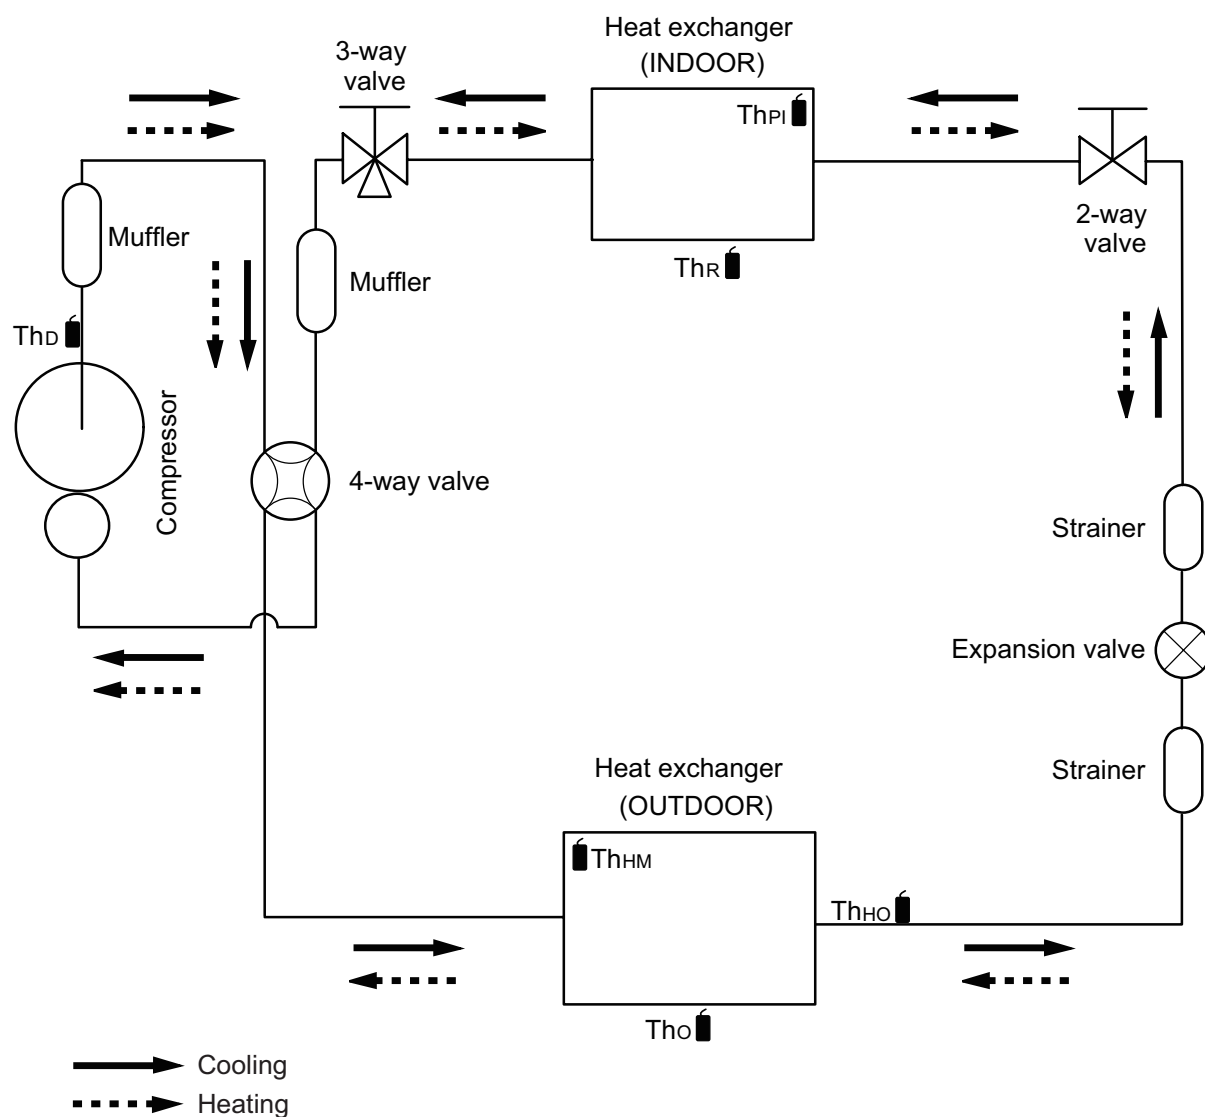 Heat exchanger
(INDOOR)
3-way
valve
ThPI
Muffler
2-way
valve
ThR
Muffler
ThD
Compressor
4-way valve
Strainer
Expansion valve
Heat exchanger
(OUTDOOR)
Strainer
ThHM
ThHO
ThO
Cooling
Heating